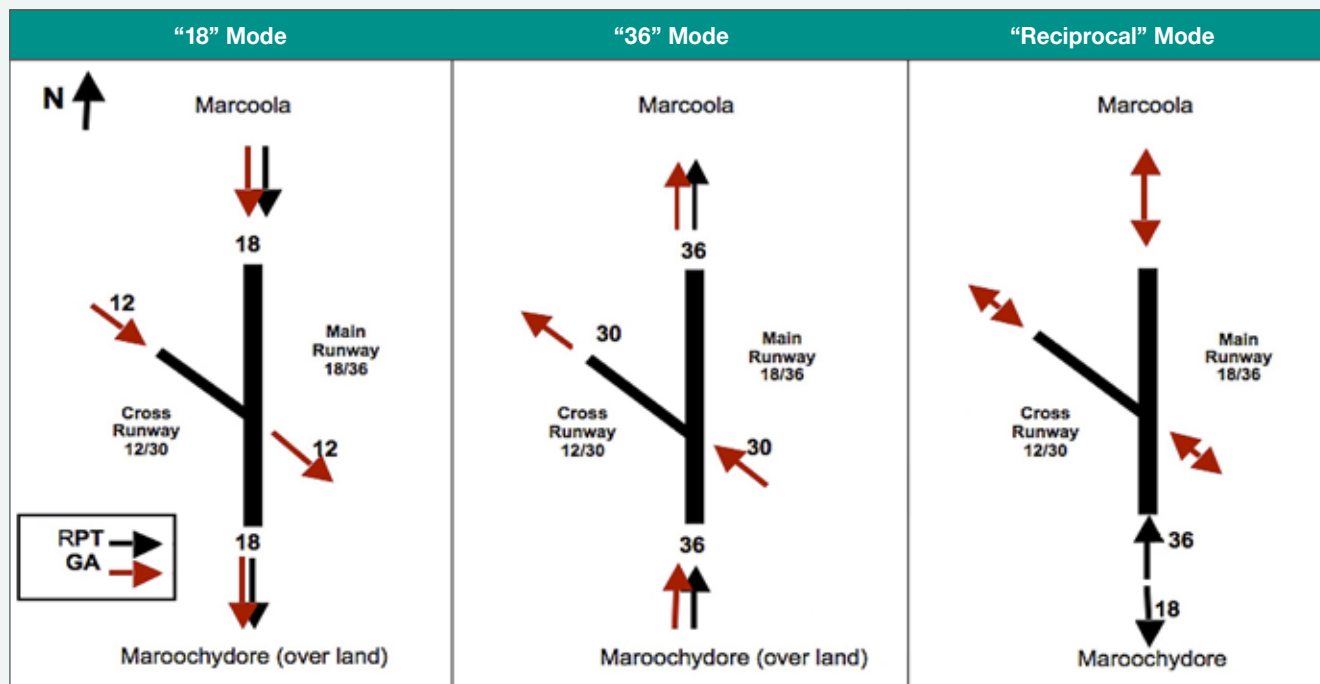 “18” Mode
“36” Mode
“Reciprocal” Mode
N
Marcoola
18
12
Main
Runway
18/36
Cross
Runway
12/30
12
18
RPT
GA
Maroochydore (over land)
Marcoola
36
30
Main
Runway
18/36
Cross
Runway
12/30
30
36
Maroochydore (over land)
Marcoola
Main
Runway
18/36
Cross
Runway
12/30
36
18
Maroochydore